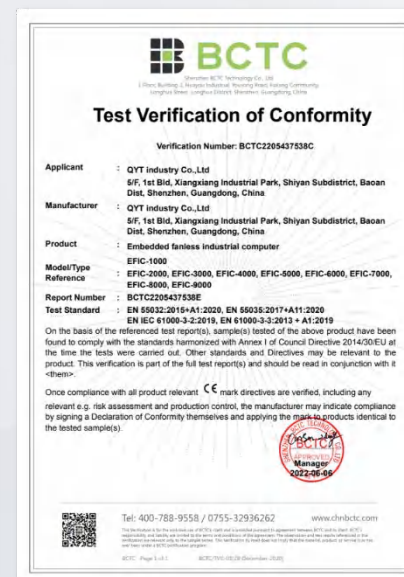 BCTC
Shenzhen BCTC Technology Co., Ltd
Test Verification of Conformity
Verification Number: BCTC2205437538C
Applicant : QYT industry Co.,Ltd
5/F, 1st Bld, Xiangxiang Industrial Park, Shiyan Subdistrict, Baoan
Dist, Shenzhen, Guangdong, China
Manufacturer : QYT industry Co.,Ltd
5/F, 1st Bld, Xiangxiang Industrial Park, Shiyan Subdistrict, Baoan
Dist, Shenzhen, Guangdong, China
Product : Embedded fanless industrial computer
EFIC-1000
Model/Type Reference : EFIC-2000, EFIC-3000, EFIC-4000, EFIC-5000, EFIC-6000, EFIC-7000,
EFIC-8000, EFIC-9000
Report Number : BCTC2205437538E
Test Standard : EN 55032:2015+A1:2020, EN 55035:2017+A11:2020
EN IEC 61000-3-2:2019, EN 61000-3-3:2013 + A1:2019
On the basis of the referenced test report(s), sample(s) tested of the above product have been
found to comply with the standards harmonized with Annex I of Council Directive 2014/30/EU at
the time the tests were carried out. Other standards and Directives may be relevant to the
product. This verification is part of the full test report(s) and should be read in conjunction with it
<them>.
Once compliance with all product relevant CE mark directives are verified, including any
relevant e.g. risk assessment and production control, the manufacturer may indicate compliance
by signing a Declaration of Conformity themselves and applying the mark to products identical to
the tested sample(s).
BCTC
APPROVED
Manager
2022-06-06
Tel: 400-788-9558 / 0755-32936262 www.chnbctc.com